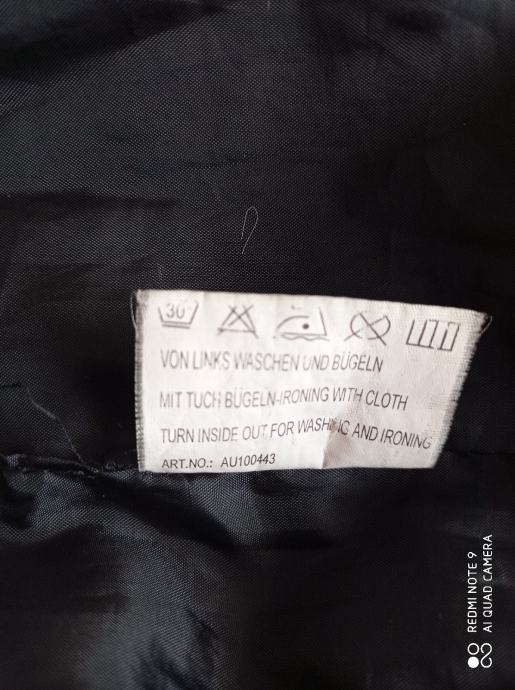 30°
VON LINKS WASCHEN UND BÜGELN
MIT TUCH BÜGELN-IRONING WITH CLOTH
TURN INSIDE OUT FOR WASHING AND IRONING
ART.NO.: AU100443
REDMI NOTE 9
AI QUAD CAMERA